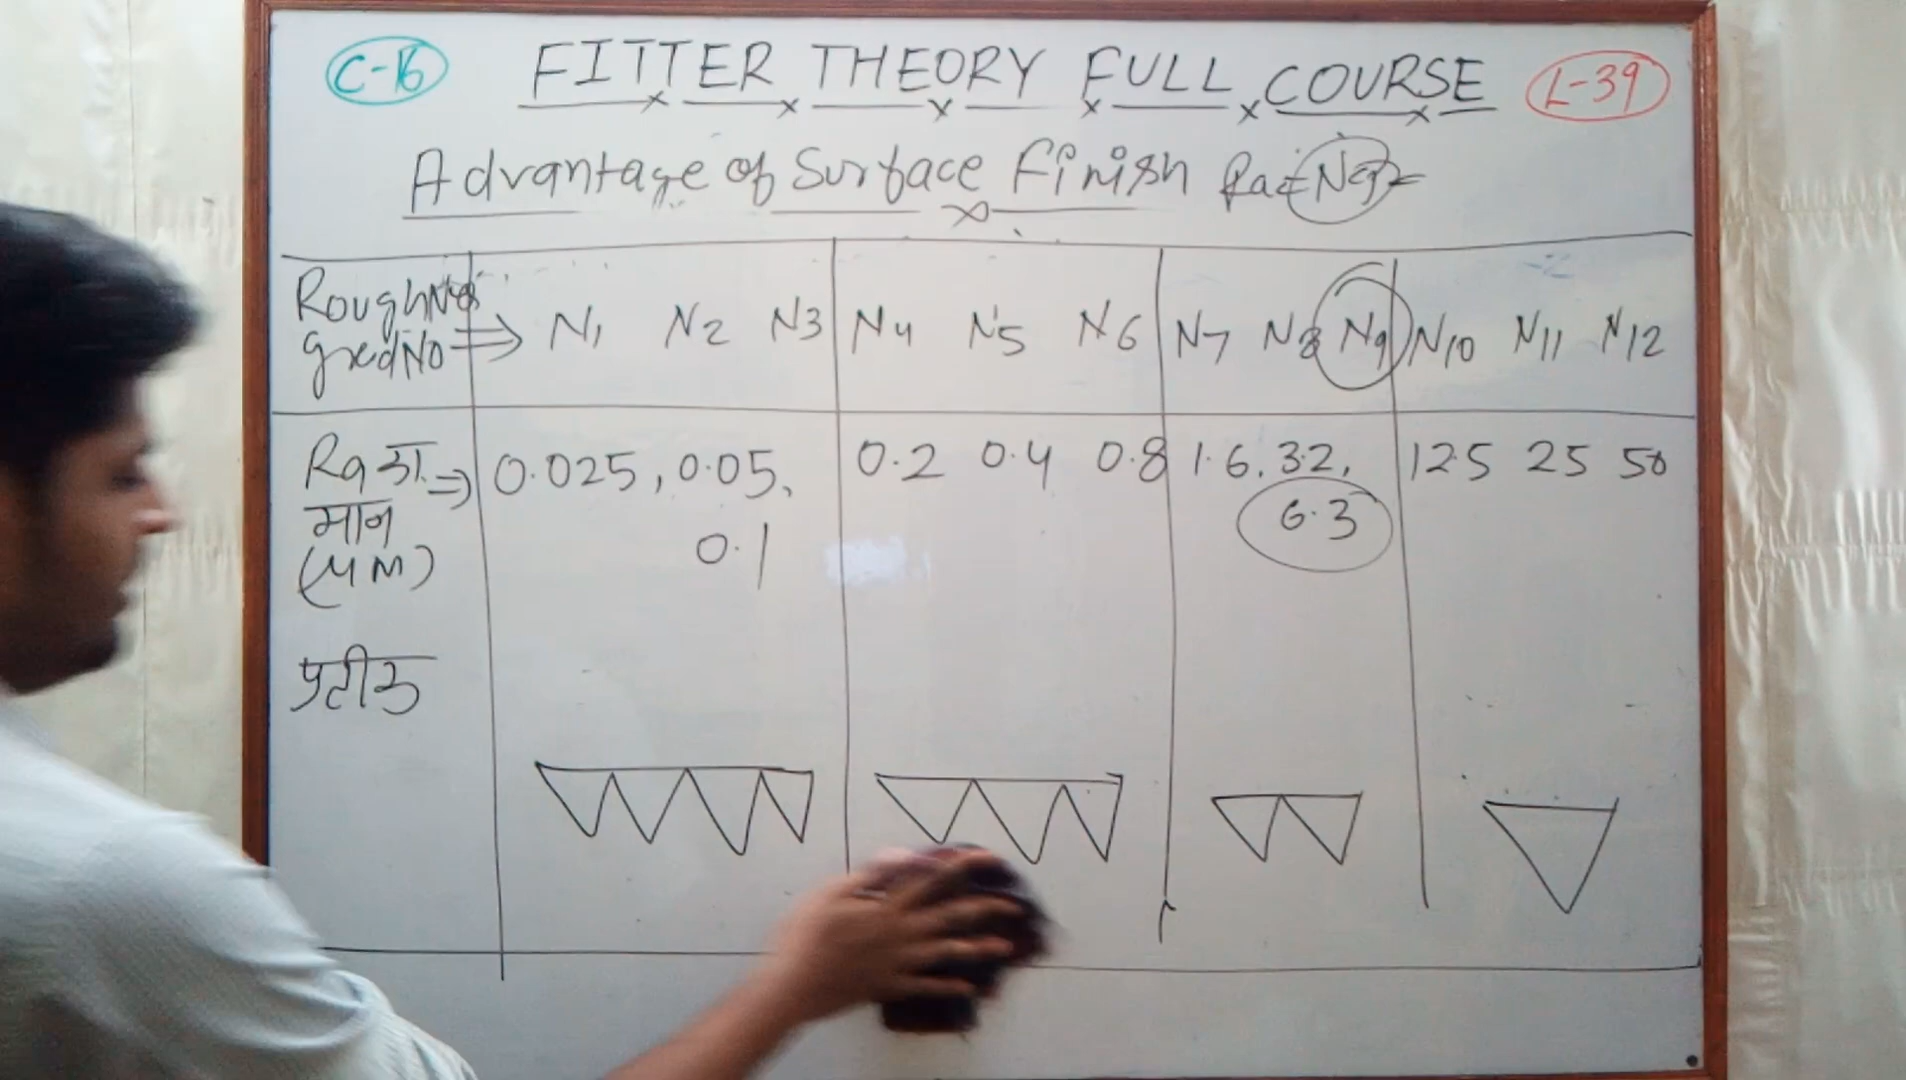 C-16 FITTER THEORY FULL COURSE L-39
Advantage of Surface Finish Ra= N9 =
Rough
gred No ⇒ N1 N2 N3 N4 N5 N6 N7 N8 N9 N10 N11 N12
Ra का ⇒ 0.025, 0.05, 0.2 0.4 0.8 1.6, 3.2, 12.5 25 50
मान 0.1 6.3
(μM)
प्रतीक